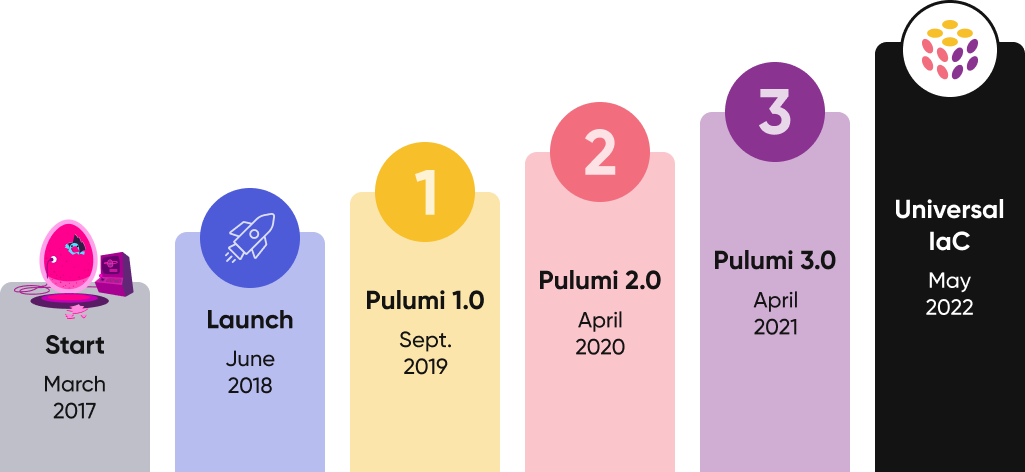 Start
March
2017
Launch
June
2018
1
Pulumi 1.0
Sept.
2019
2
Pulumi 2.0
April
2020
3
Pulumi 3.0
April
2021
Universal
IaC
May
2022